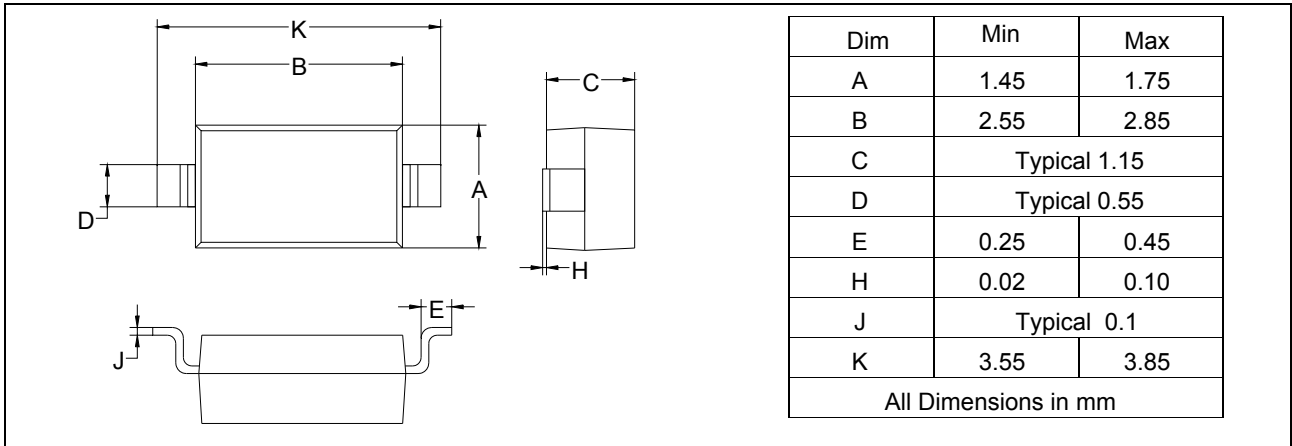 K
B
C
A
D
H
E
J
Dim Min Max
A 1.45 1.75
B 2.55 2.85
C Typical 1.15
D Typical 0.55
E 0.25 0.45
H 0.02 0.10
J Typical 0.1
K 3.55 3.85
All Dimensions in mm